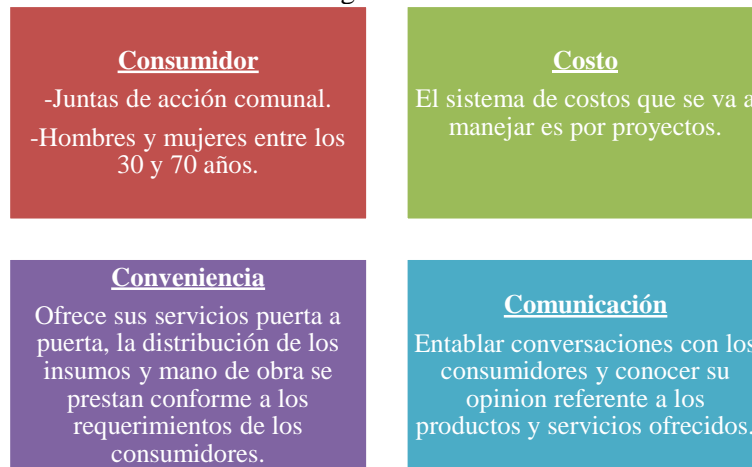 Consumidor
-Juntas de acción comunal.
-Hombres y mujeres entre los
30 y 70 años.
Costo
El sistema de costos que se va a
manejar es por proyectos.
Conveniencia
Ofrece sus servicios puerta a
puerta, la distribución de los
insumos y mano de obra se
prestan conforme a los
requerimientos de los
consumidores.
Comunicación
Entablar conversaciones con los
consumidores y conocer su
opinion referente a los
productos y servicios ofrecidos.